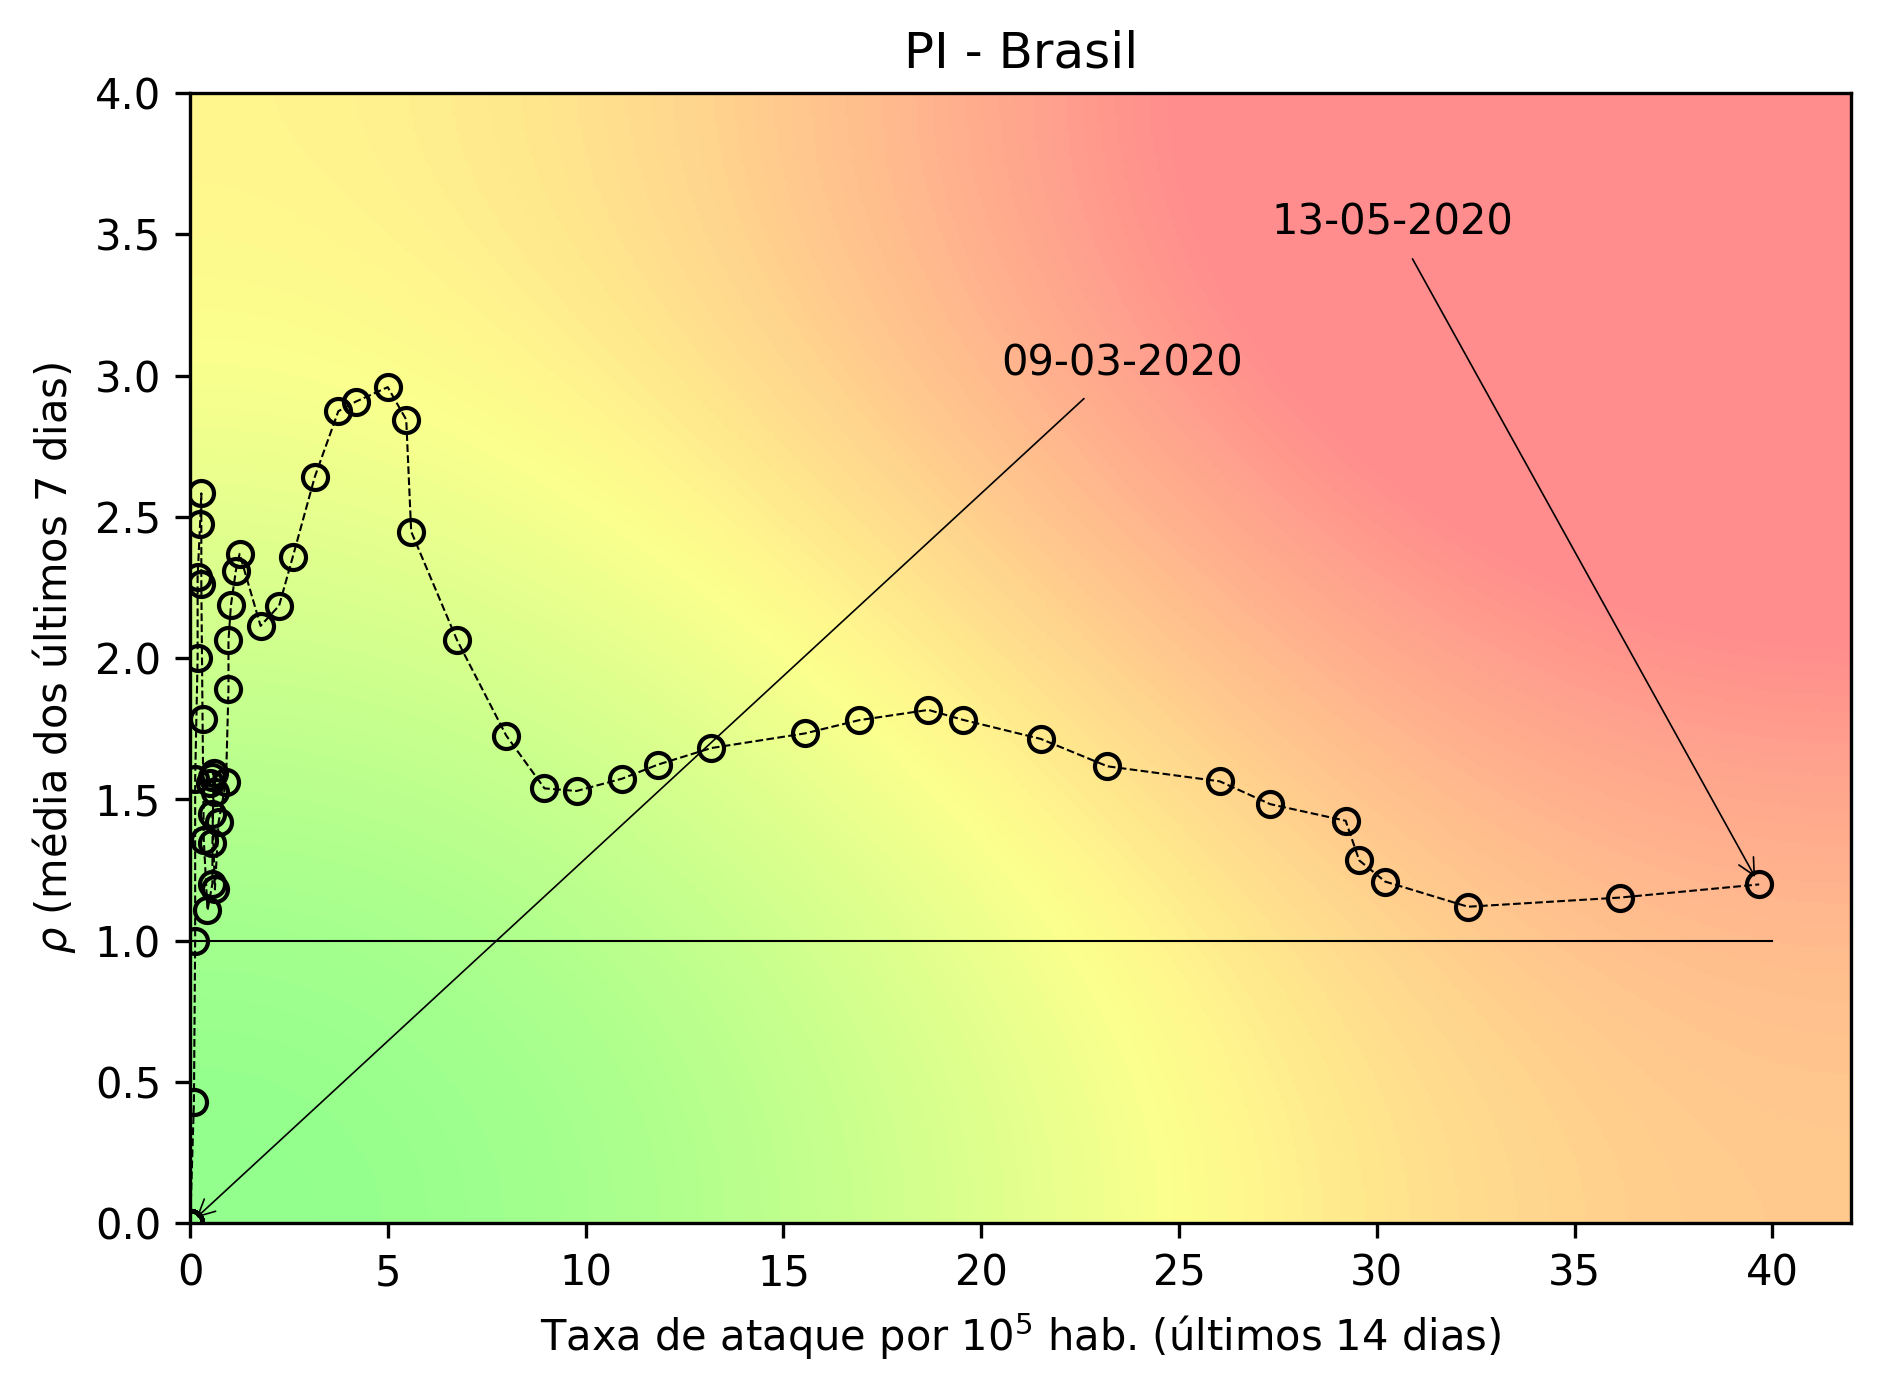 PI - Brasil
4.0
3.5
3.0
2.5
2.0
1.5
1.0
0.5
0.0
ρ (média dos últimos 7 dias)
13-05-2020
09-03-2020
0 5 10 15 20 25 30 35 40
Taxa de ataque por 10⁵ hab. (últimos 14 dias)